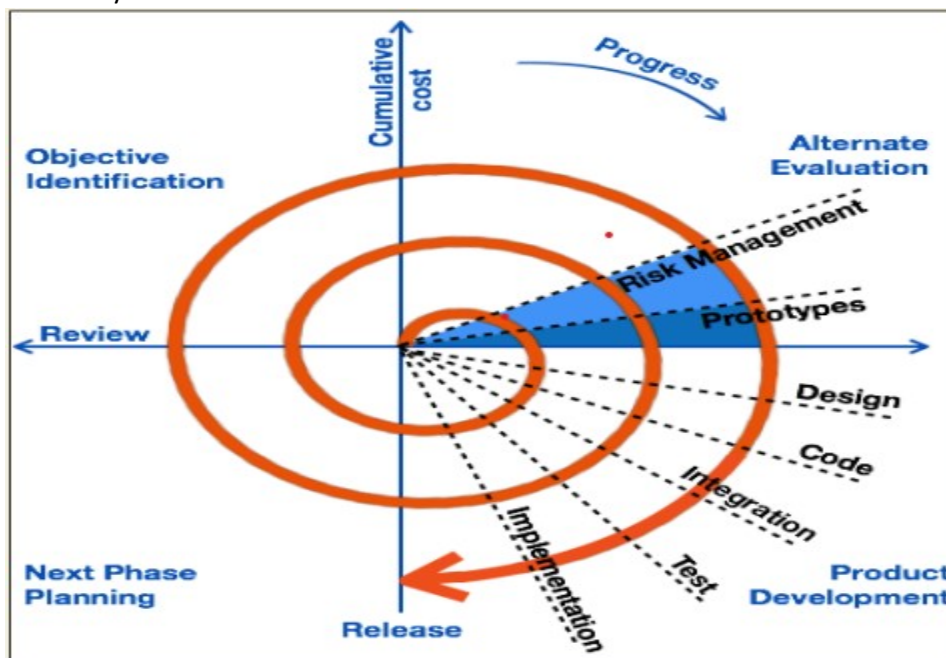 Cumulative
cost
Progress
Objective
Identification
Alternate
Evaluation
Risk Management
Prototypes
Review
Design
Code
Integration
Test
Implementation
Next Phase
Planning
Product
Development
Release